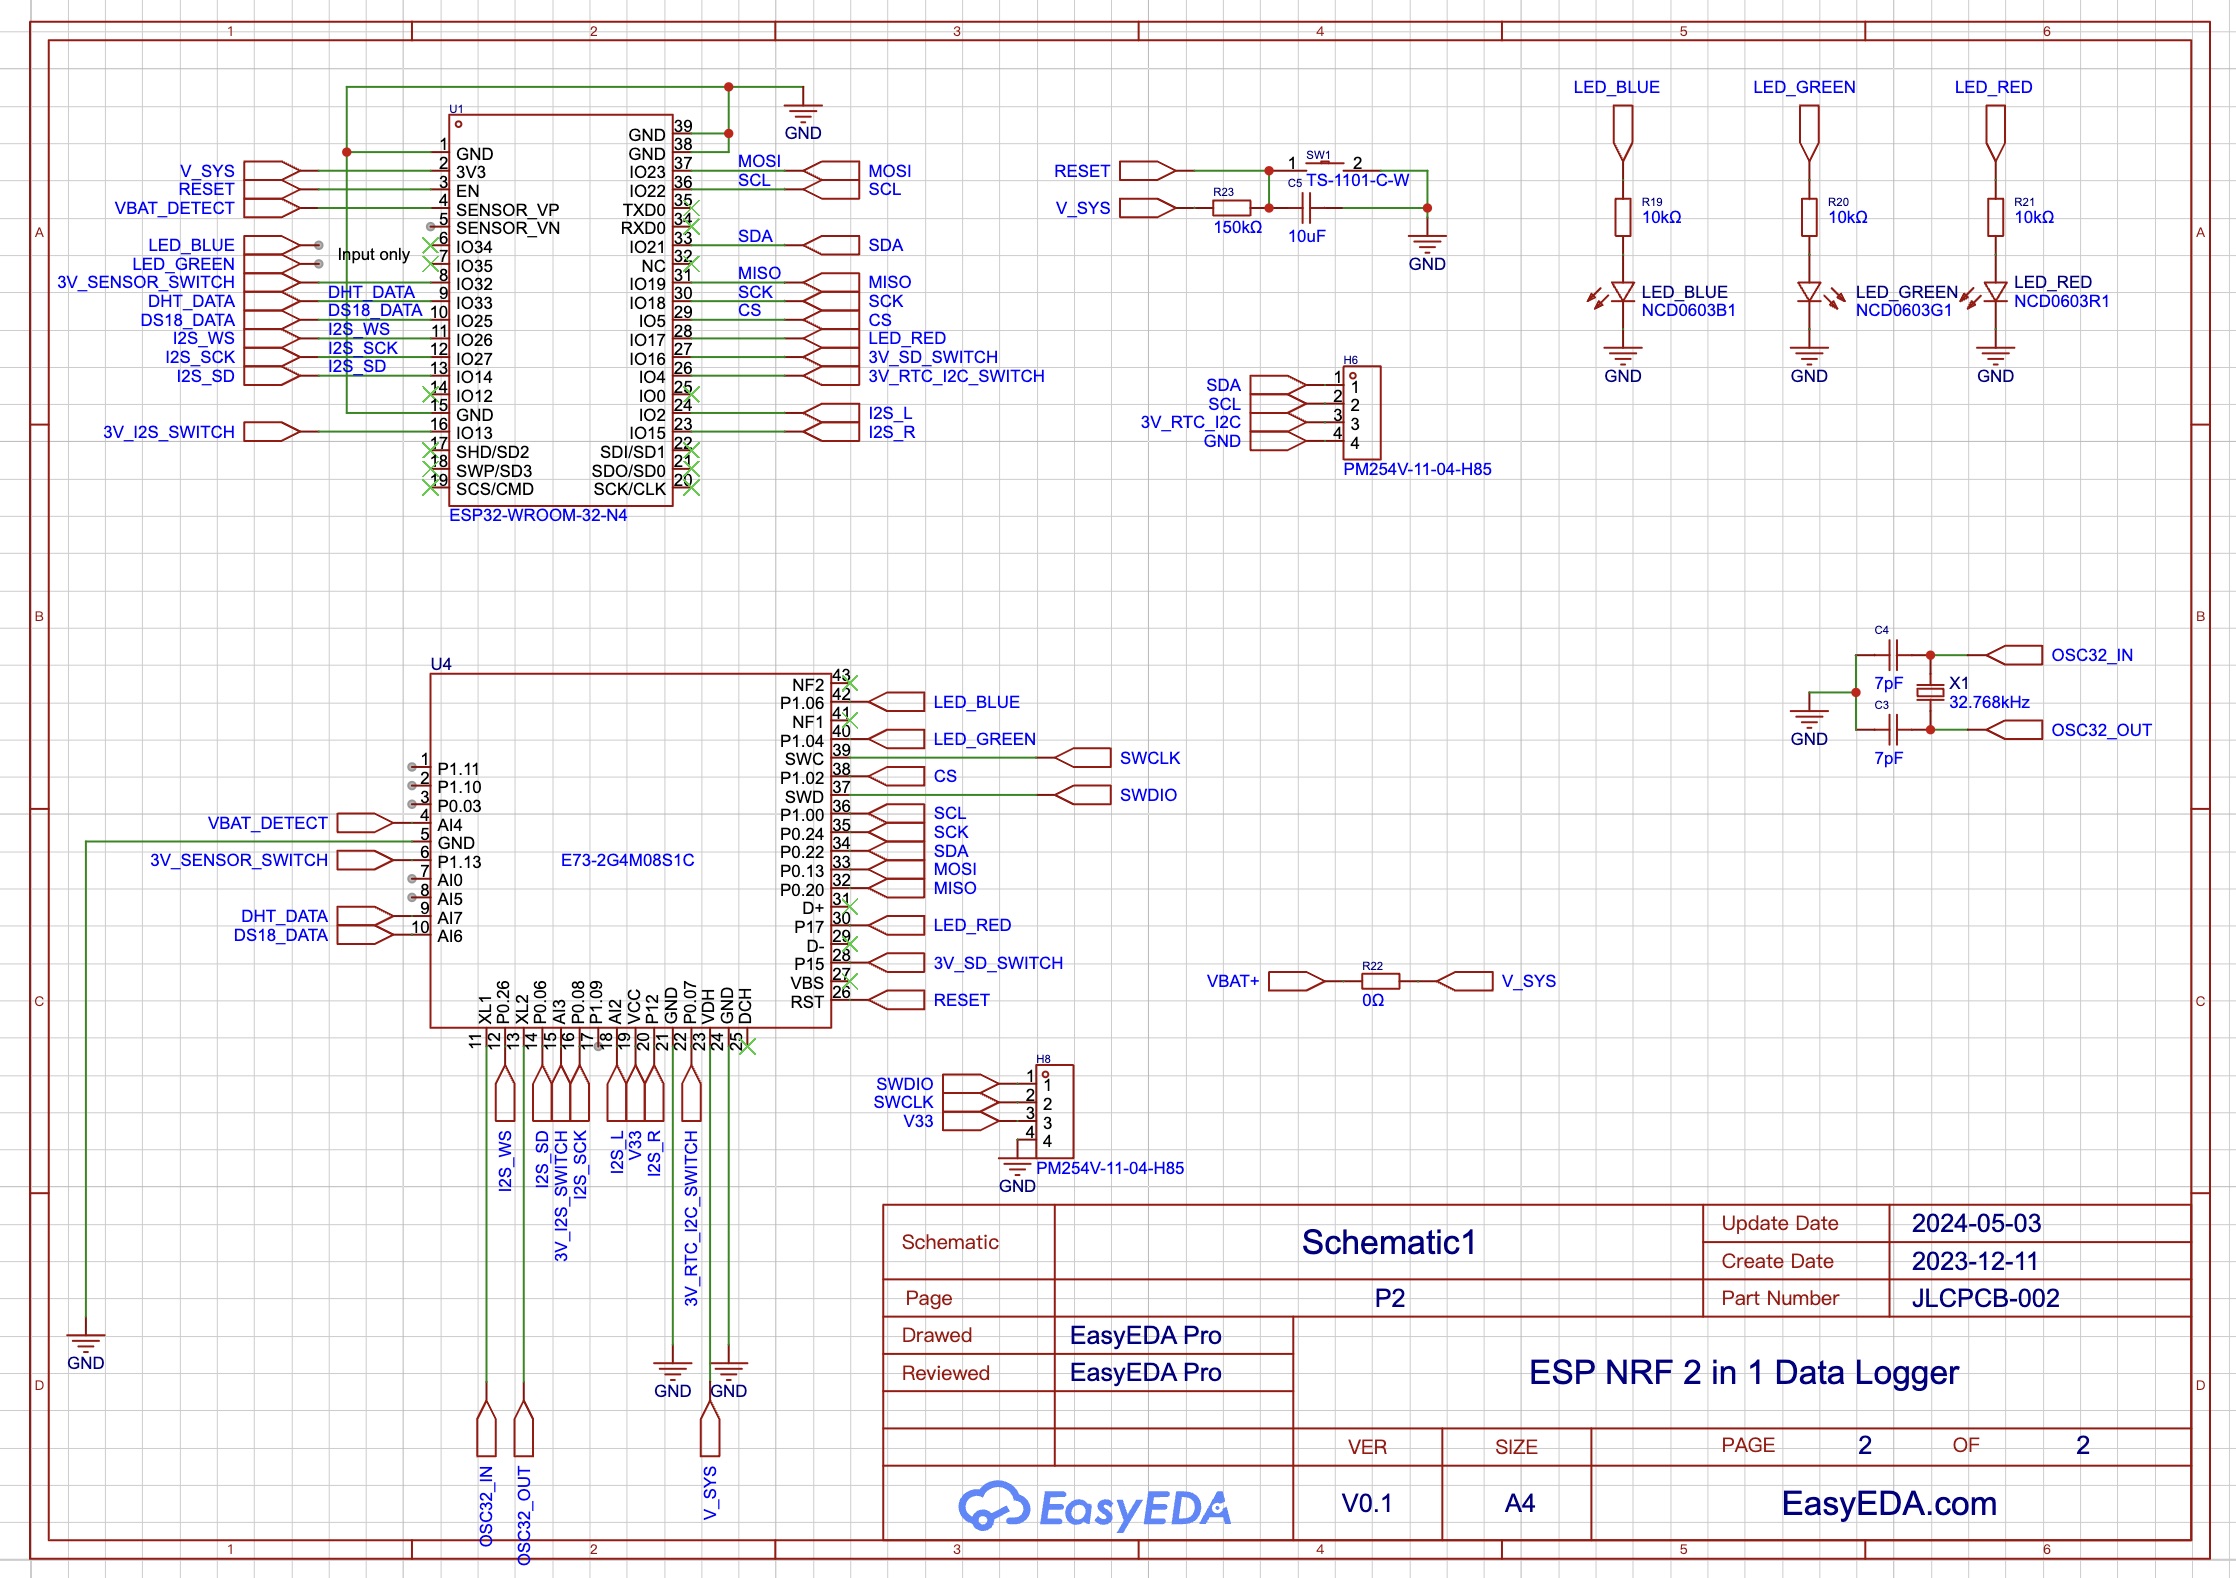 1 2 3 4 5 6
A B C D
U1
GND
1 GND
2 3V3
3 EN
4 SENSOR_VP
5 SENSOR_VN
6 IO34
7 IO35
8 IO32
9 IO33
10 IO25
11 IO26
12 IO27
13 IO14
14 IO12
15 GND
16 IO13
17 SHD/SD2
18 SWP/SD3
19 SCS/CMD
GND 39
GND 38
IO23 37
IO22 36
TXD0 35
RXD0 34
IO21 33
NC 32
IO19 31
IO18 30
IO5 29
IO17 28
IO16 27
IO4 26
IO0 25
IO2 24
IO15 23
SDI/SD1 22
SDO/SD0 21
SCK/CLK 20
ESP32-WROOM-32-N4
V_SYS
RESET
VBAT_DETECT
LED_BLUE
LED_GREEN
Input only
3V_SENSOR_SWITCH
DHT_DATA DHT_DATA
DS18_DATA DS18_DATA
I2S_WS I2S_WS
I2S_SCK I2S_SCK
I2S_SD I2S_SD
3V_I2S_SWITCH
MOSI MOSI
SCL SCL
SDA SDA
MISO MISO
SCK SCK
CS CS
LED_RED
3V_SD_SWITCH
3V_RTC_I2C_SWITCH
I2S_L
I2S_R
RESET
V_SYS
R23
150kΩ
1 SW1 2
TS-1101-C-W
C5
10uF
GND
LED_BLUE
R19
10kΩ
LED_BLUE
NCD0603B1
GND
LED_GREEN
R20
10kΩ
LED_GREEN
NCD0603G1
GND
LED_RED
R21
10kΩ
LED_RED
NCD0603R1
GND
H6
SDA 1 1
SCL 2 2
3V_RTC_I2C 3 3
GND 4 4
PM254V-11-04-H85
C4
7pF
C3
7pF
X1
32.768kHz
OSC32_IN
OSC32_OUT
GND
U4
E73-2G4M08S1C
1 P1.11
2 P1.10
3 P0.03
VBAT_DETECT 4 AI4
5 GND
3V_SENSOR_SWITCH 6 P1.13
7 AI0
8 AI5
DHT_DATA 9 AI7
DS18_DATA 10 AI6
NF2 43
P1.06 42 LED_BLUE
NF1 41
P1.04 40 LED_GREEN
SWC 39 SWCLK
P1.02 38 CS
SWD 37 SWDIO
P1.00 36 SCL
P0.24 35 SCK
P0.22 34 SDA
P0.13 33 MOSI
P0.20 32 MISO
D+ 31
P17 30 LED_RED
D- 29
P15 28 3V_SD_SWITCH
VBS 27
RST 26 RESET
XL1 11 OSC32_IN
P0.26 12 I2S_WS
XL2 13 OSC32_OUT
P0.06 14 I2S_SD
AI3 15 3V_I2S_SWITCH
P0.08 16 I2S_SCK
P1.09 17
AI2 18 I2S_L
VCC 19 V33
P12 20 I2S_R
GND 21 GND
P0.07 22 3V_RTC_I2C_SWITCH
VDH 23 V_SYS
GND 24 GND
DCH 25
GND
VBAT+ R22 V_SYS
0Ω
H8
SWDIO 1 1
SWCLK 2 2
V33 3 3
4 4
PM254V-11-04-H85
GND
Schematic Schematic1
Update Date 2024-05-03
Create Date 2023-12-11
Page P2
Part Number JLCPCB-002
Drawed EasyEDA Pro
Reviewed EasyEDA Pro
ESP NRF 2 in 1 Data Logger
VER SIZE PAGE 2 OF 2
EasyEDA V0.1 A4 EasyEDA.com
A B C D
1 2 3 4 5 6